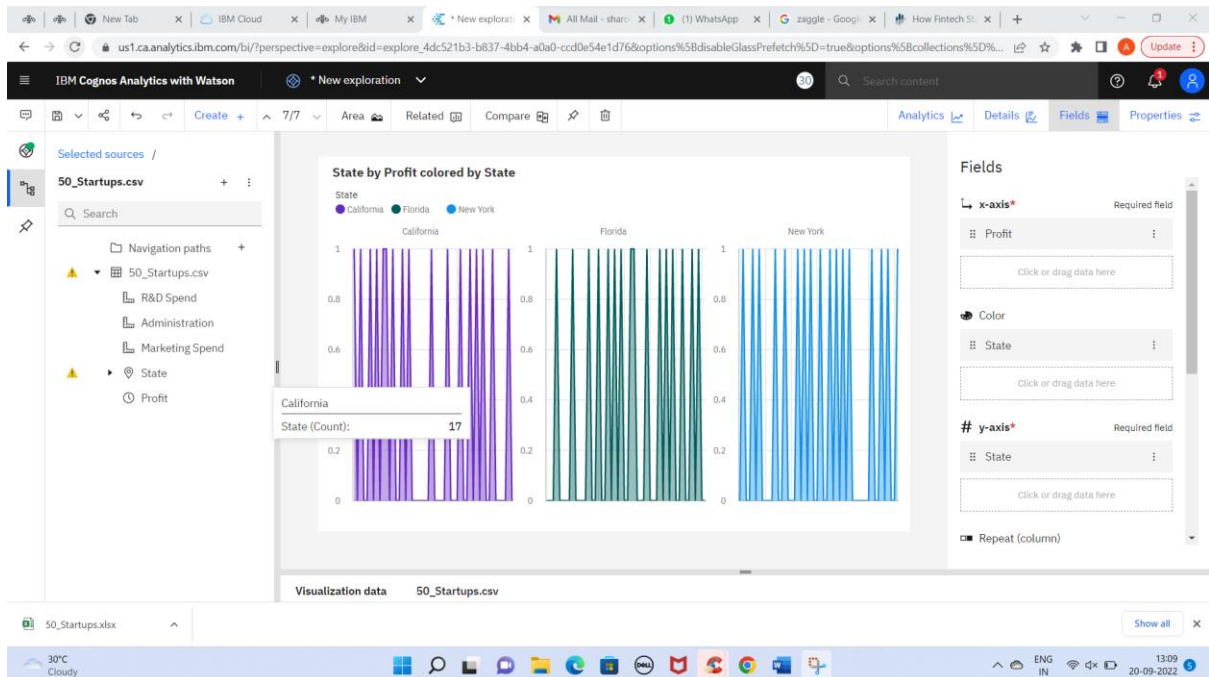 New Tab
IBM Cloud
My IBM
* New explorati
All Mail - sharo
(1) WhatsApp
zaggle - Googl
How Fintech St
us1.ca.analytics.ibm.com/bi/?perspective=explore&id=explore_4dc521b3-b837-4bb4-a0a0-ccd0e54e1d76&options%5BdisableGlassPrefetch%5D=true&options%5Bcollections%5D%...
A
Update
IBM Cognos Analytics with Watson
* New exploration
30
Search content
1
Create +
7/7
Area
Related
Compare
Analytics
Details
Fields
Properties
Selected sources /
50_Startups.csv
Search
Navigation paths
50_Startups.csv
R&D Spend
Administration
Marketing Spend
State
Profit
State by Profit colored by State
State
California Florida New York
California Florida New York
1 1 1
0.8 0.8 0.8
0.6 0.6 0.6
0.4 0.4
California
State (Count): 17
0.2 0.2 0.2
0 0 0
Fields
x-axis* Required field
Profit
Click or drag data here
Color
State
Click or drag data here
# y-axis* Required field
State
Click or drag data here
Repeat (column)
Visualization data 50_Startups.csv
50_Startups.xlsx
Show all
30°C
Cloudy
DELL
ENG
IN
13:09
20-09-2022
5